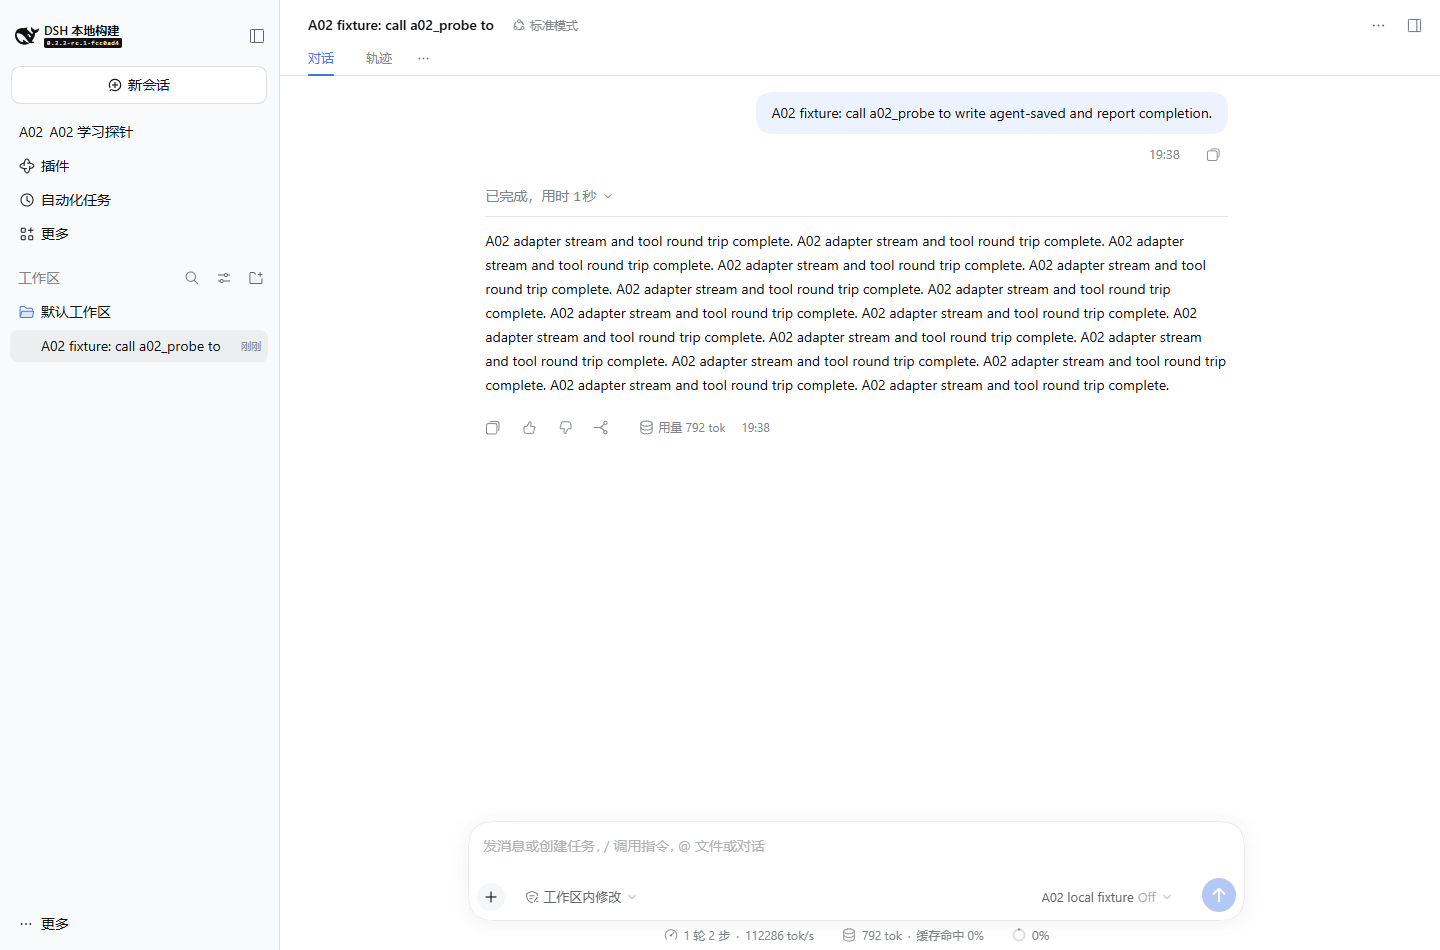 DSH 本地构建
0.2.2-rc.1-fcc0ad4
新会话
A02 A02 学习探针
插件
自动化任务
更多
工作区
默认工作区
A02 fixture: call a02_probe to 刚刚
更多
A02 fixture: call a02_probe to 标准模式
对话 轨迹
A02 fixture: call a02_probe to write agent-saved and report completion.
19:38
已完成，用时 1秒
A02 adapter stream and tool round trip complete. A02 adapter stream and tool round trip complete. A02 adapter
stream and tool round trip complete. A02 adapter stream and tool round trip complete. A02 adapter stream and tool
round trip complete. A02 adapter stream and tool round trip complete. A02 adapter stream and tool round trip
complete. A02 adapter stream and tool round trip complete. A02 adapter stream and tool round trip complete. A02
adapter stream and tool round trip complete. A02 adapter stream and tool round trip complete. A02 adapter stream
and tool round trip complete. A02 adapter stream and tool round trip complete. A02 adapter stream and tool round trip
complete. A02 adapter stream and tool round trip complete. A02 adapter stream and tool round trip complete.
用量 792 tok 19:38
发消息或创建任务, / 调用指令, @ 文件或对话
工作区内修改 A02 local fixture Off
1 轮 2 步 · 112286 tok/s 792 tok · 缓存命中 0% 0%